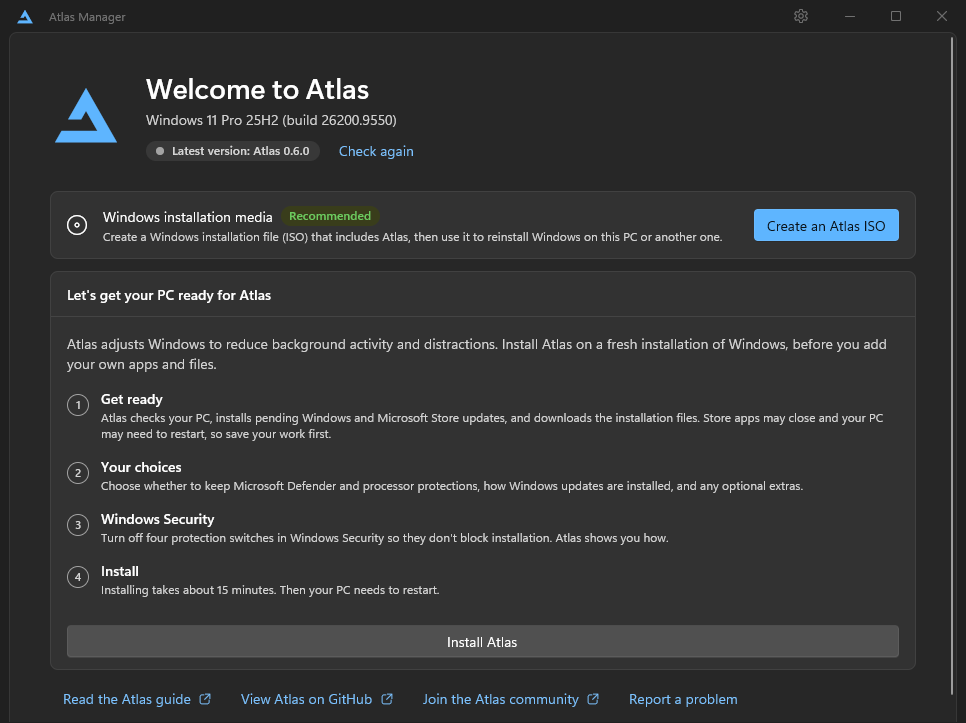 Atlas Manager
Welcome to Atlas
Windows 11 Pro 25H2 (build 26200.9550)
Latest version: Atlas 0.6.0 Check again
Windows installation media Recommended
Create a Windows installation file (ISO) that includes Atlas, then use it to reinstall Windows on this PC or another one.
Create an Atlas ISO
Let's get your PC ready for Atlas
Atlas adjusts Windows to reduce background activity and distractions. Install Atlas on a fresh installation of Windows, before you add
your own apps and files.
1 Get ready
Atlas checks your PC, installs pending Windows and Microsoft Store updates, and downloads the installation files. Store apps may close and your PC
may need to restart, so save your work first.
2 Your choices
Choose whether to keep Microsoft Defender and processor protections, how Windows updates are installed, and any optional extras.
3 Windows Security
Turn off four protection switches in Windows Security so they don't block installation. Atlas shows you how.
4 Install
Installing takes about 15 minutes. Then your PC needs to restart.
Install Atlas
Read the Atlas guide View Atlas on GitHub Join the Atlas community Report a problem